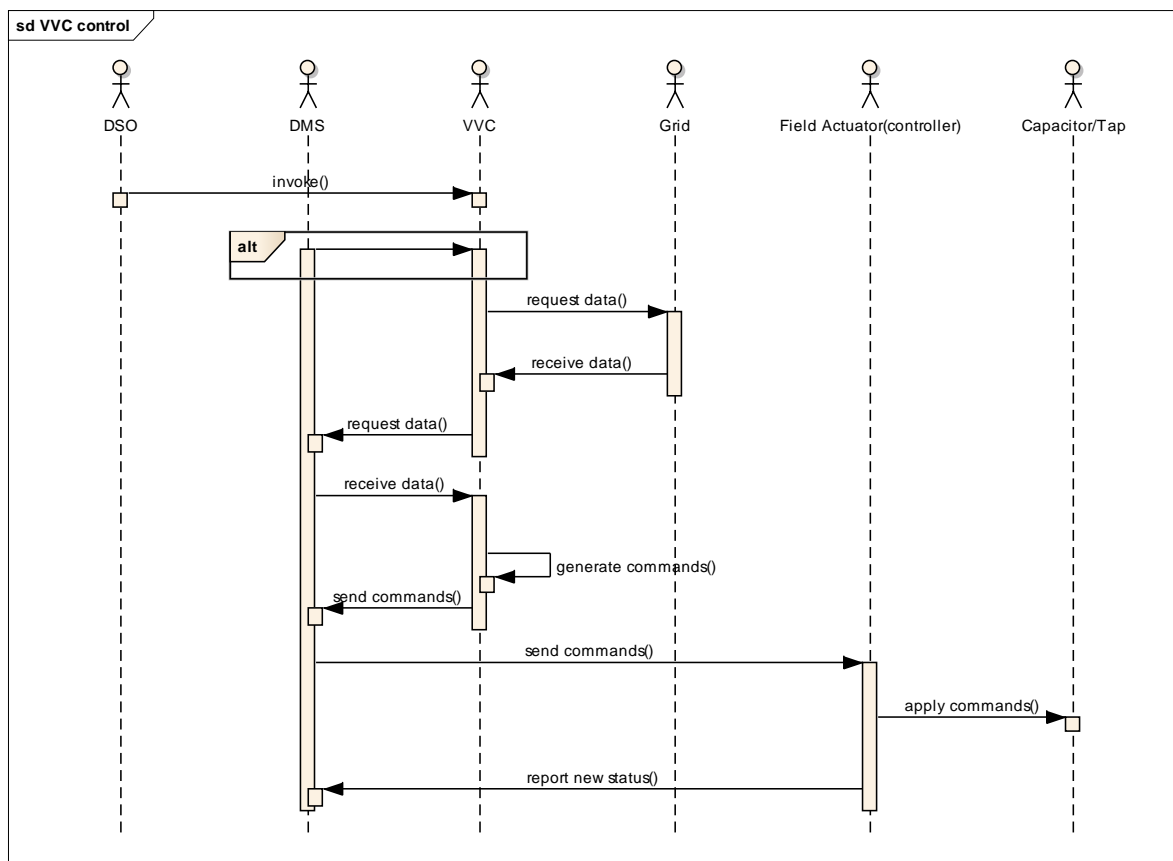 sd VVC control
DSO
DMS
VVC
Grid
Field Actuator(controller)
Capacitor/Tap
invoke()
alt
request data()
receive data()
request data()
receive data()
generate commands()
send commands()
send commands()
apply commands()
report new status()